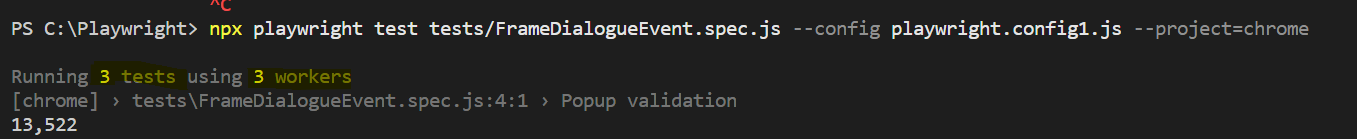 ^C
PS C:\Playwright> npx playwright test tests/FrameDialogueEvent.spec.js --config playwright.config1.js --project=chrome
Running 3 tests using 3 workers
[chrome] › tests\FrameDialogueEvent.spec.js:4:1 › Popup validation
13,522